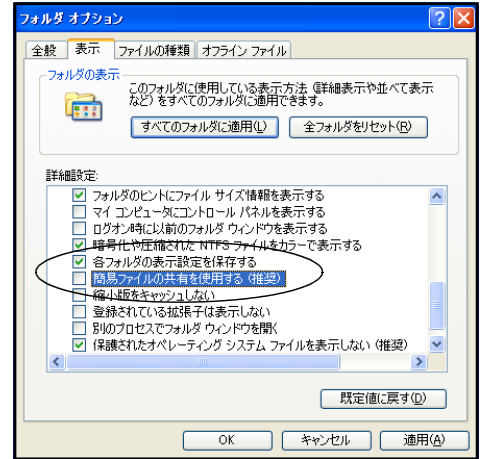 フォルダ オプション
全般 表示 ファイルの種類 オフライン ファイル
フォルダの表示
このフォルダに使用している表示方法 (詳細表示や並べて表示
など) をすべてのフォルダに適用できます。
すべてのフォルダに適用(L) 全フォルダをリセット(R)
詳細設定:
フォルダのヒントにファイル サイズ情報を表示する
マイ コンピュータにコントロール パネルを表示する
ログオン時に以前のフォルダ ウィンドウを表示する
暗号化や圧縮された NTFS ファイルをカラーで表示する
各フォルダの表示設定を保存する
簡易ファイルの共有を使用する (推奨)
縮小版をキャッシュしない
登録されている拡張子は表示しない
別のプロセスでフォルダ ウィンドウを開く
保護されたオペレーティング システム ファイルを表示しない (推奨)
既定値に戻す(D)
OK キャンセル 適用(A)